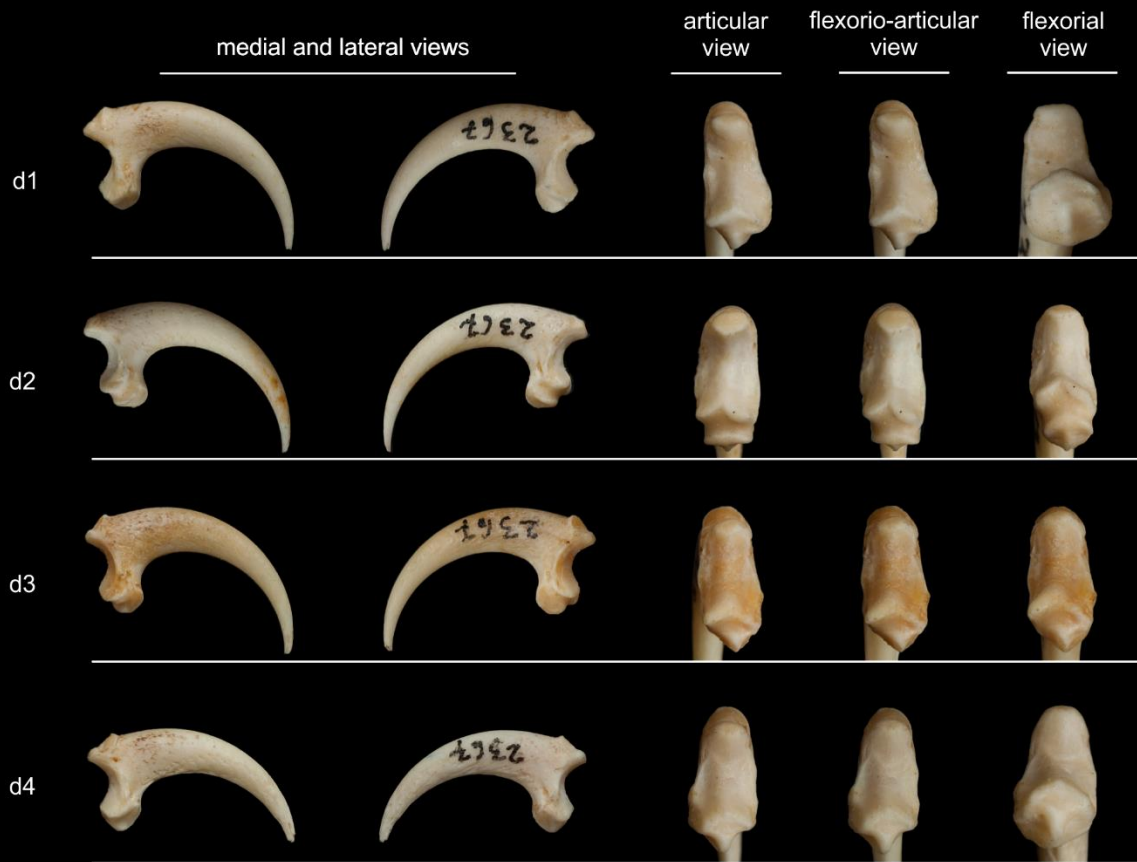 medial and lateral views
articular
view
flexorio-articular
view
flexorial
view
d1
2367
d2
2367
d3
2367
d4
2367